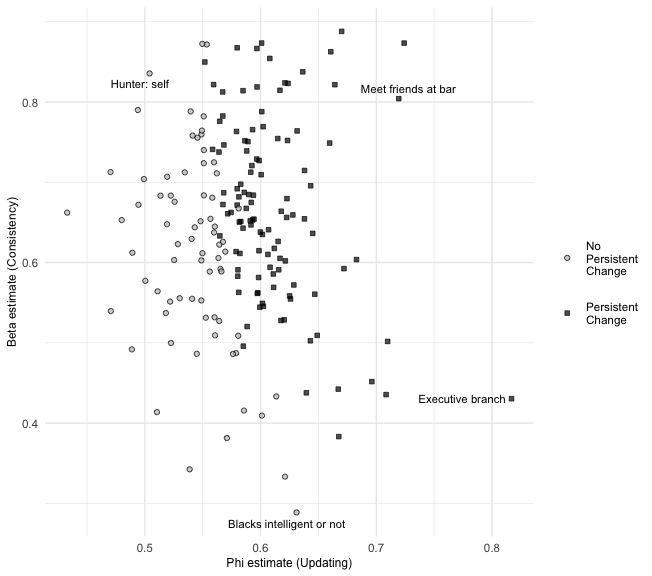 Hunter: self
Meet friends at bar
0.8
Beta estimate (Consistency)
0.6
No
Persistent
Change
Persistent
Change
Executive branch
0.4
Blacks intelligent or not
0.5
0.6
0.7
0.8
Phi estimate (Updating)